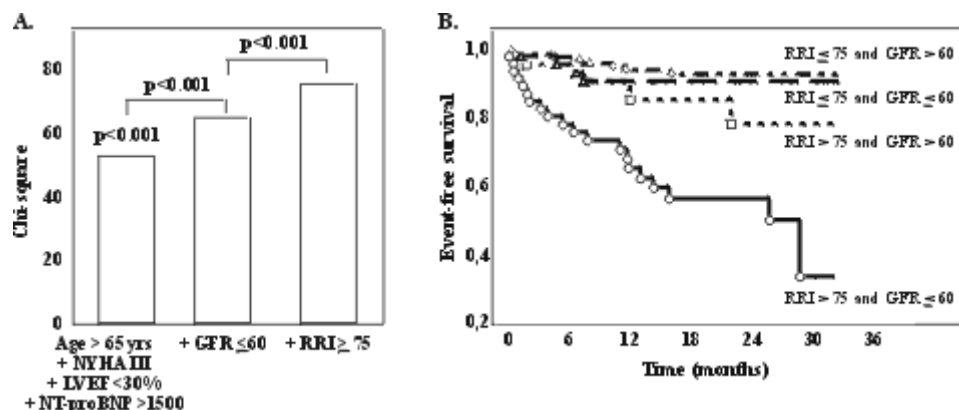 A.
p<0.001
p<0.001
p<0.001
Chi-square
80
60
40
20
0
Age > 65 yrs
+ NYHA III
+ LVEF <30%
+ NT-proBNP >1500
+ GFR ≤60
+ RRI ≥ 75
B.
Event-free survival
1,0
0,8
0,6
0,4
0,2
RRI ≤ 75 and GFR > 60
RRI ≤ 75 and GFR ≤ 60
RRI > 75 and GFR > 60
RRI > 75 and GFR ≤ 60
0 6 12 18 24 30 36
Time (months)